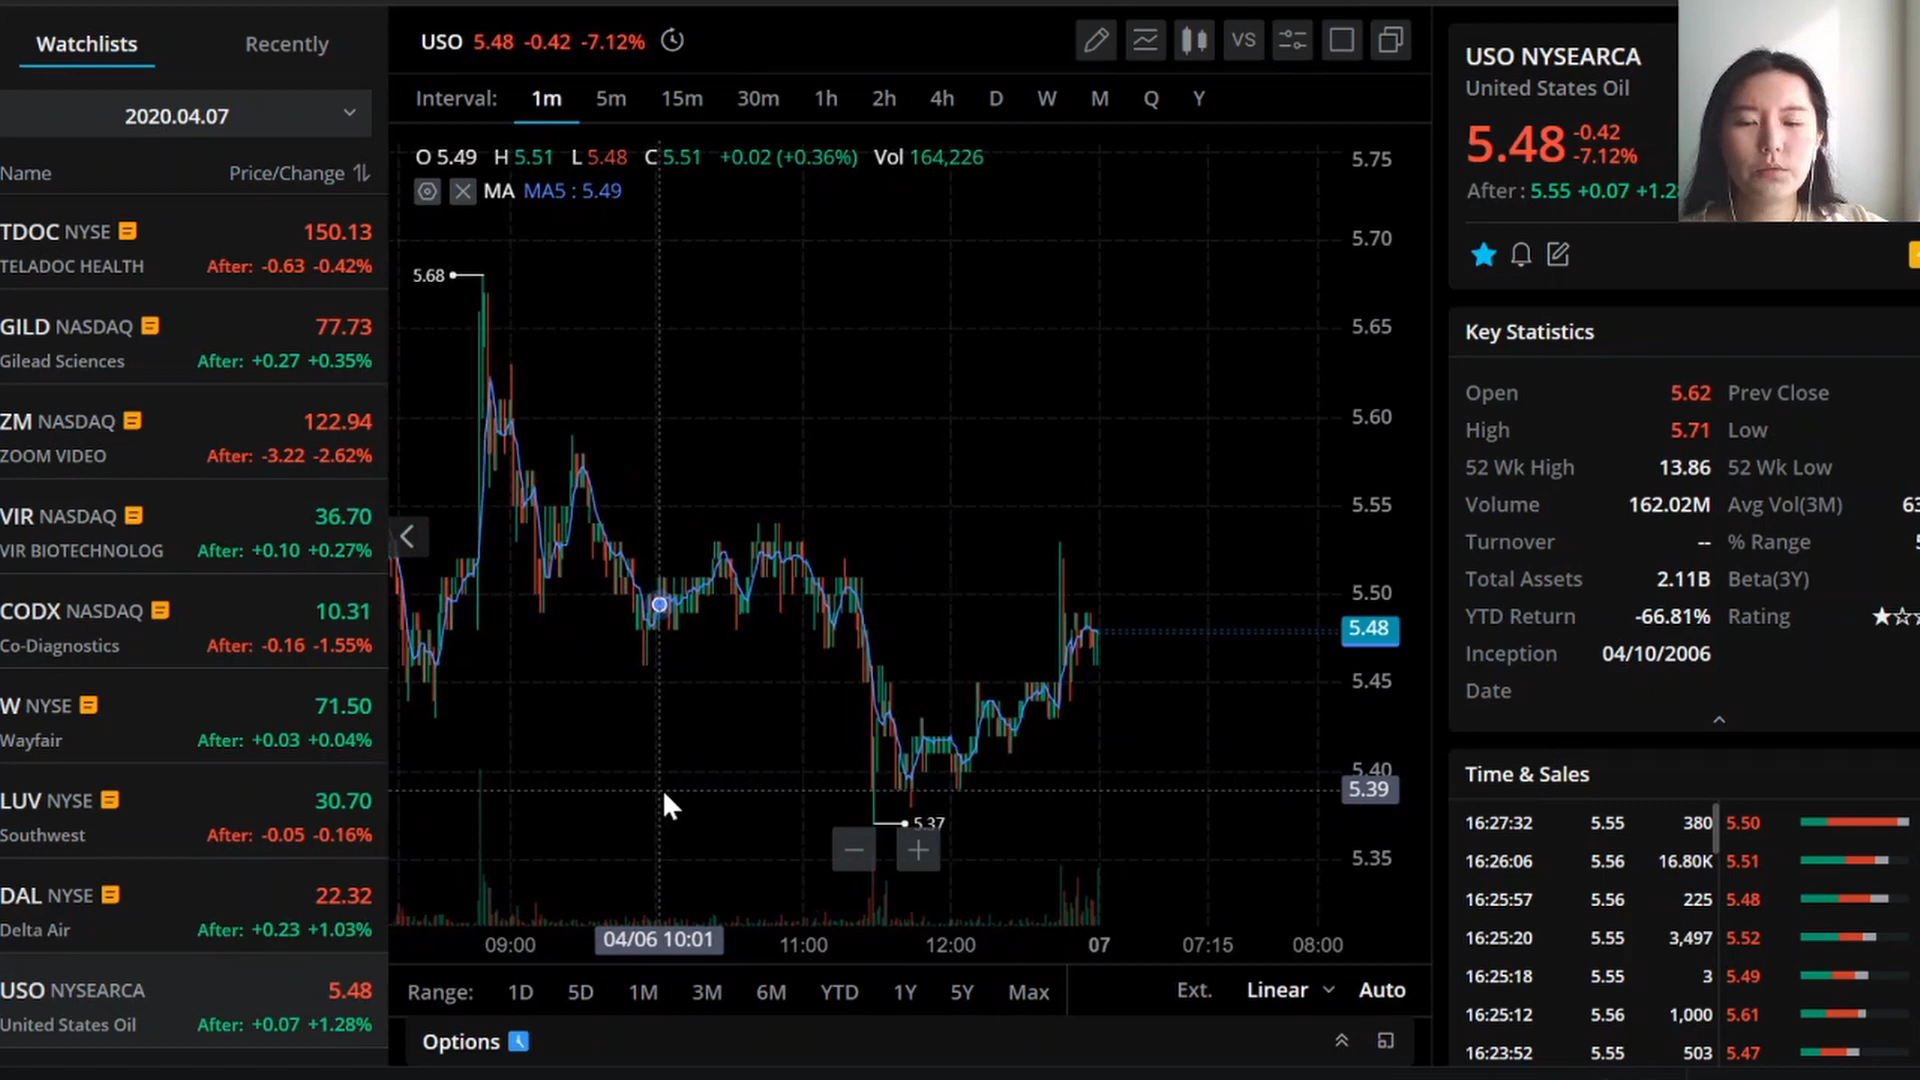 Watchlists Recently
2020.04.07
Name Price/Change
TDOC NYSE 150.13
TELADOC HEALTH After: -0.63 -0.42%
GILD NASDAQ 77.73
Gilead Sciences After: +0.27 +0.35%
ZM NASDAQ 122.94
ZOOM VIDEO After: -3.22 -2.62%
VIR NASDAQ 36.70
VIR BIOTECHNOLOG After: +0.10 +0.27%
CODX NASDAQ 10.31
Co-Diagnostics After: -0.16 -1.55%
W NYSE 71.50
Wayfair After: +0.03 +0.04%
LUV NYSE 30.70
Southwest After: -0.05 -0.16%
DAL NYSE 22.32
Delta Air After: +0.23 +1.03%
USO NYSEARCA 5.48
United States Oil After: +0.07 +1.28%
USO 5.48 -0.42 -7.12%
VS
Interval: 1m 5m 15m 30m 1h 2h 4h D W M Q Y
O 5.49 H 5.51 L 5.48 C 5.51 +0.02 (+0.36%) Vol 164,226
MA MA5 : 5.49
5.75
5.70
5.68
5.65
5.60
5.55
5.50
5.48
5.45
5.40
5.39
5.37
5.35
09:00 04/06 10:01 11:00 12:00 07 07:15 08:00
Range: 1D 5D 1M 3M 6M YTD 1Y 5Y Max Ext. Linear Auto
Options
USO NYSEARCA
United States Oil
5.48 -0.42
-7.12%
After : 5.55 +0.07
Key Statistics
Open 5.62 Prev Close
High 5.71 Low
52 Wk High 13.86 52 Wk Low
Volume 162.02M Avg Vol(3M)
Turnover -- % Range
Total Assets 2.11B Beta(3Y)
YTD Return -66.81% Rating
Inception 04/10/2006
Date
Time & Sales
16:27:32 5.55 380 5.50
16:26:06 5.56 16.80K 5.51
16:25:57 5.56 225 5.48
16:25:20 5.55 3,497 5.52
16:25:18 5.55 3 5.49
16:25:12 5.56 1,000 5.61
16:23:52 5.55 503 5.47